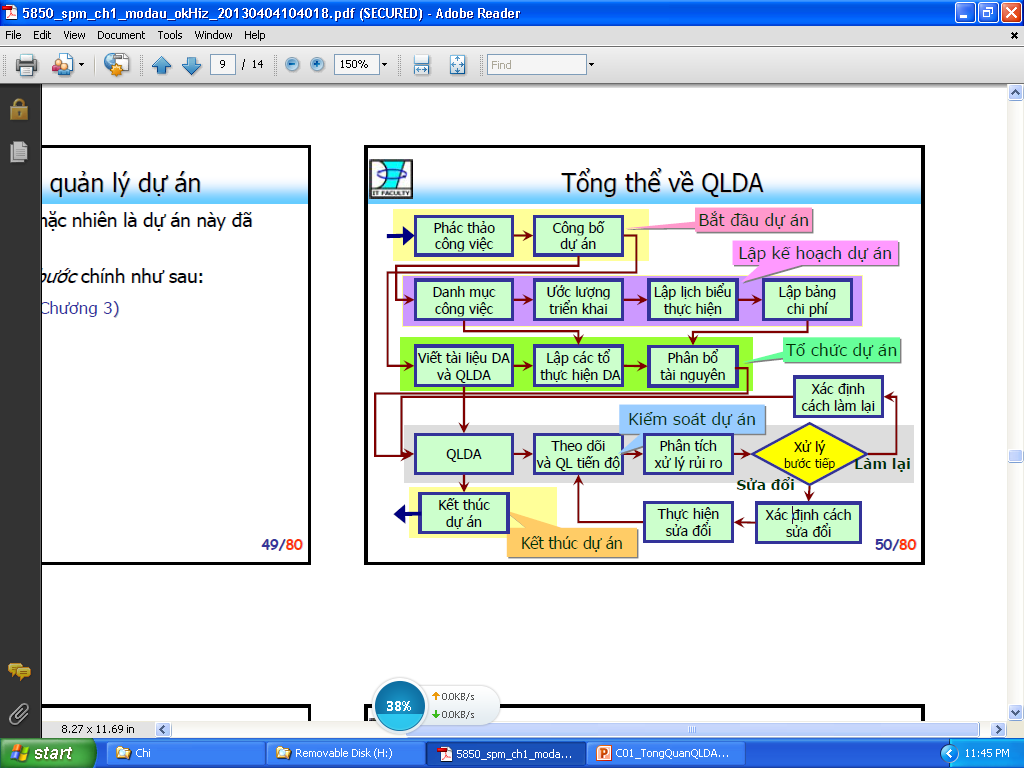 5850_spm_ch1_modau_okHiz_20130404104018.pdf (SECURED) - Adobe Reader
File Edit View Document Tools Window Help
9 / 14 150% Find
quản lý dự án
nặc nhiên là dự án này đã
bước chính như sau:
Chương 3)
49/80
IT FACULTY
Tổng thể về QLDA
Phác thảo
công việc
Công bố
dự án
Bắt đầu dự án
Lập kế hoạch dự án
Danh mục
công việc
Ước lượng
triển khai
Lập lịch biểu
thực hiện
Lập bảng
chi phí
Tổ chức dự án
Viết tài liệu DA
và QLDA
Lập các tổ
thực hiện DA
Phân bổ
tài nguyên
Xác định
cách làm lại
Kiểm soát dự án
QLDA
Theo dõi
và QL tiến độ
Phân tích
xử lý rủi ro
Xử lý
bước tiếp
Làm lại
Sửa đổi
Kết thúc
dự án
Thực hiện
sửa đổi
Xác định cách
sửa đổi
Kết thúc dự án
50/80
38%
0.0KB/s
0.0KB/s
8.27 x 11.69 in
start
Chi
Removable Disk (H:)
5850_spm_ch1_moda...
C01_TongQuanQLDA...
11:45 PM